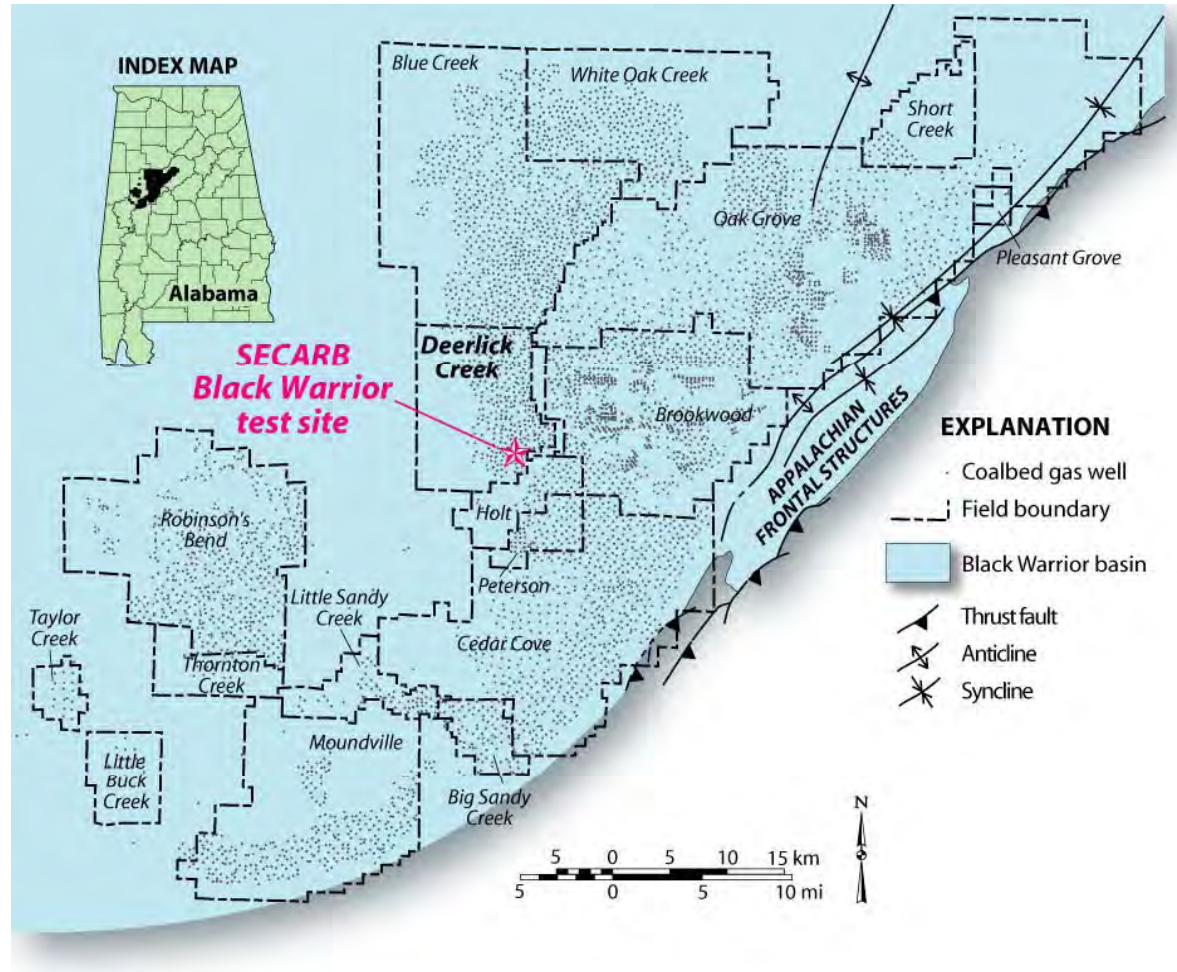 INDEX MAP
Alabama
Blue Creek
White Oak Creek
Short
Creek
Oak Grove
Pleasant Grove
SECARB
Black Warrior
test site
Deerlick
Creek
Brookwood
APPALACHIAN
FRONTAL STRUCTURES
Robinson's
Bend
Holt
Peterson
Little Sandy
Creek
Taylor
Creek
Thornton
Creek
Cedar Cove
Moundville
Little
Buck
Creek
Big Sandy
Creek
EXPLANATION
Coalbed gas well
Field boundary
Black Warrior basin
Thrust fault
Anticline
Syncline
N
5 0 5 10 15 km
5 0 5 10 mi